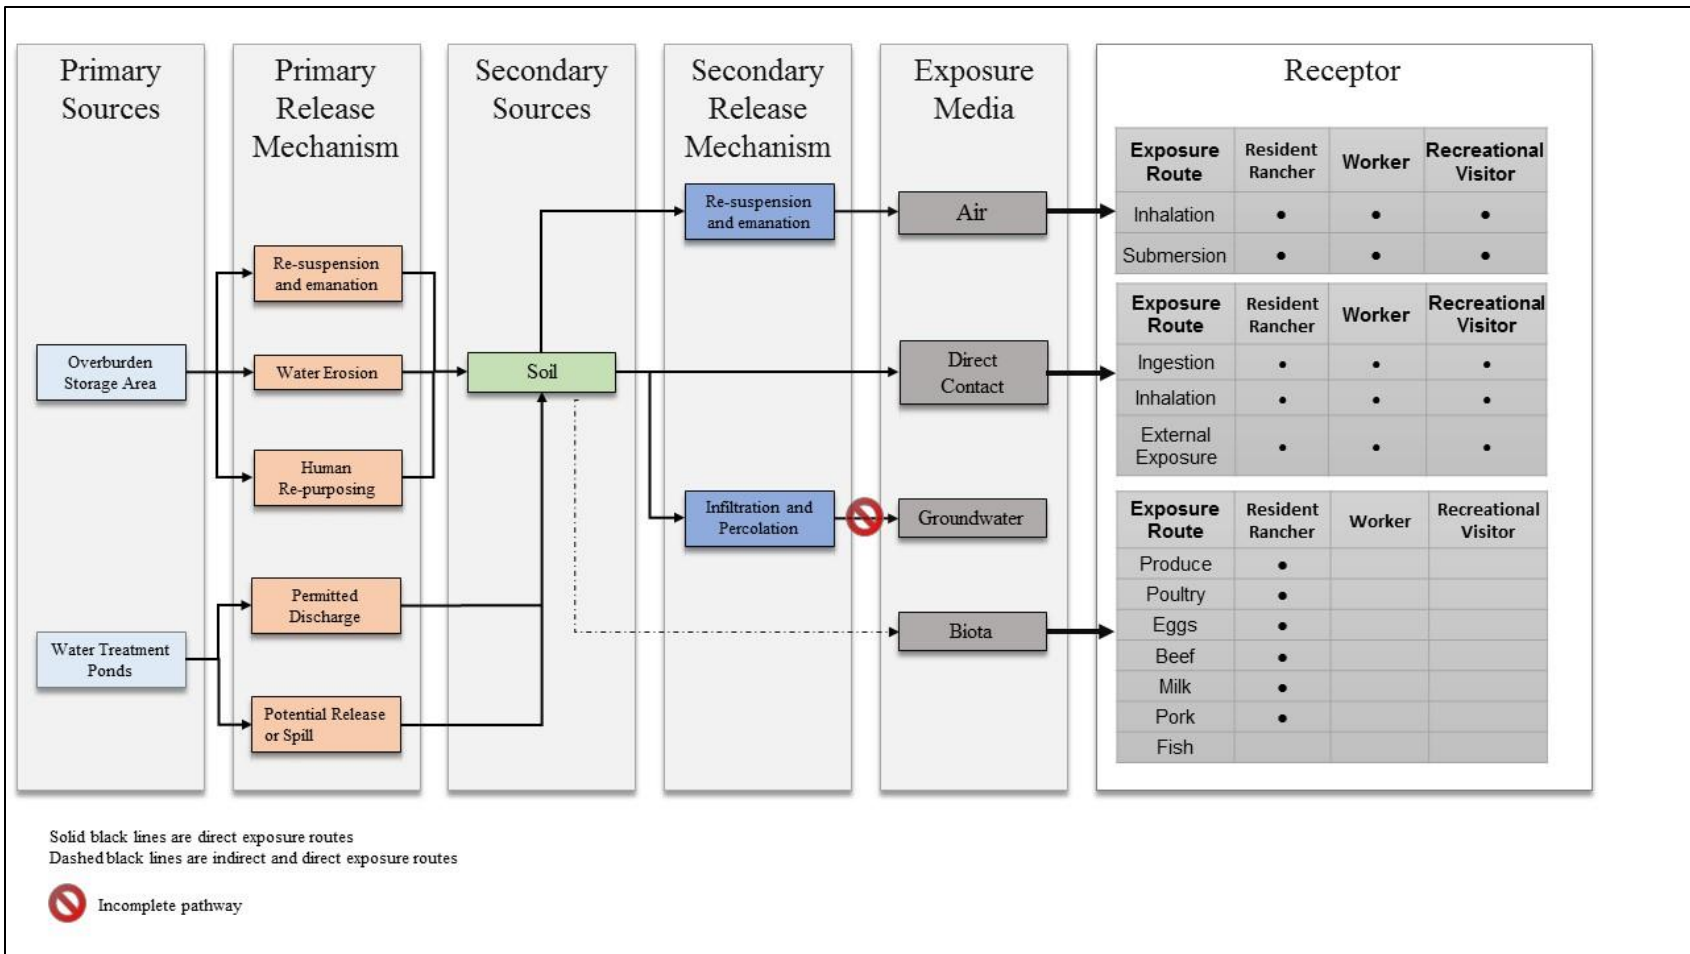 Primary
Sources
Primary
Release
Mechanism
Secondary
Sources
Secondary
Release
Mechanism
Exposure
Media
Receptor
Overburden
Storage Area
Water Treatment
Ponds
Re-suspension
and emanation
Water Erosion
Human
Re-purposing
Permitted
Discharge
Potential Release
or Spill
Soil
Re-suspension
and emanation
Infiltration and
Percolation
Air
Direct
Contact
Groundwater
Biota
Exposure Route Resident Rancher Worker Recreational Visitor
Inhalation • • •
Submersion • • •
Exposure Route Resident Rancher Worker Recreational Visitor
Ingestion • • •
Inhalation • • •
External Exposure • • •
Exposure Route Resident Rancher Worker Recreational Visitor
Produce •
Poultry •
Eggs •
Beef •
Milk •
Pork •
Fish
Solid black lines are direct exposure routes
Dashed black lines are indirect and direct exposure routes
Incomplete pathway